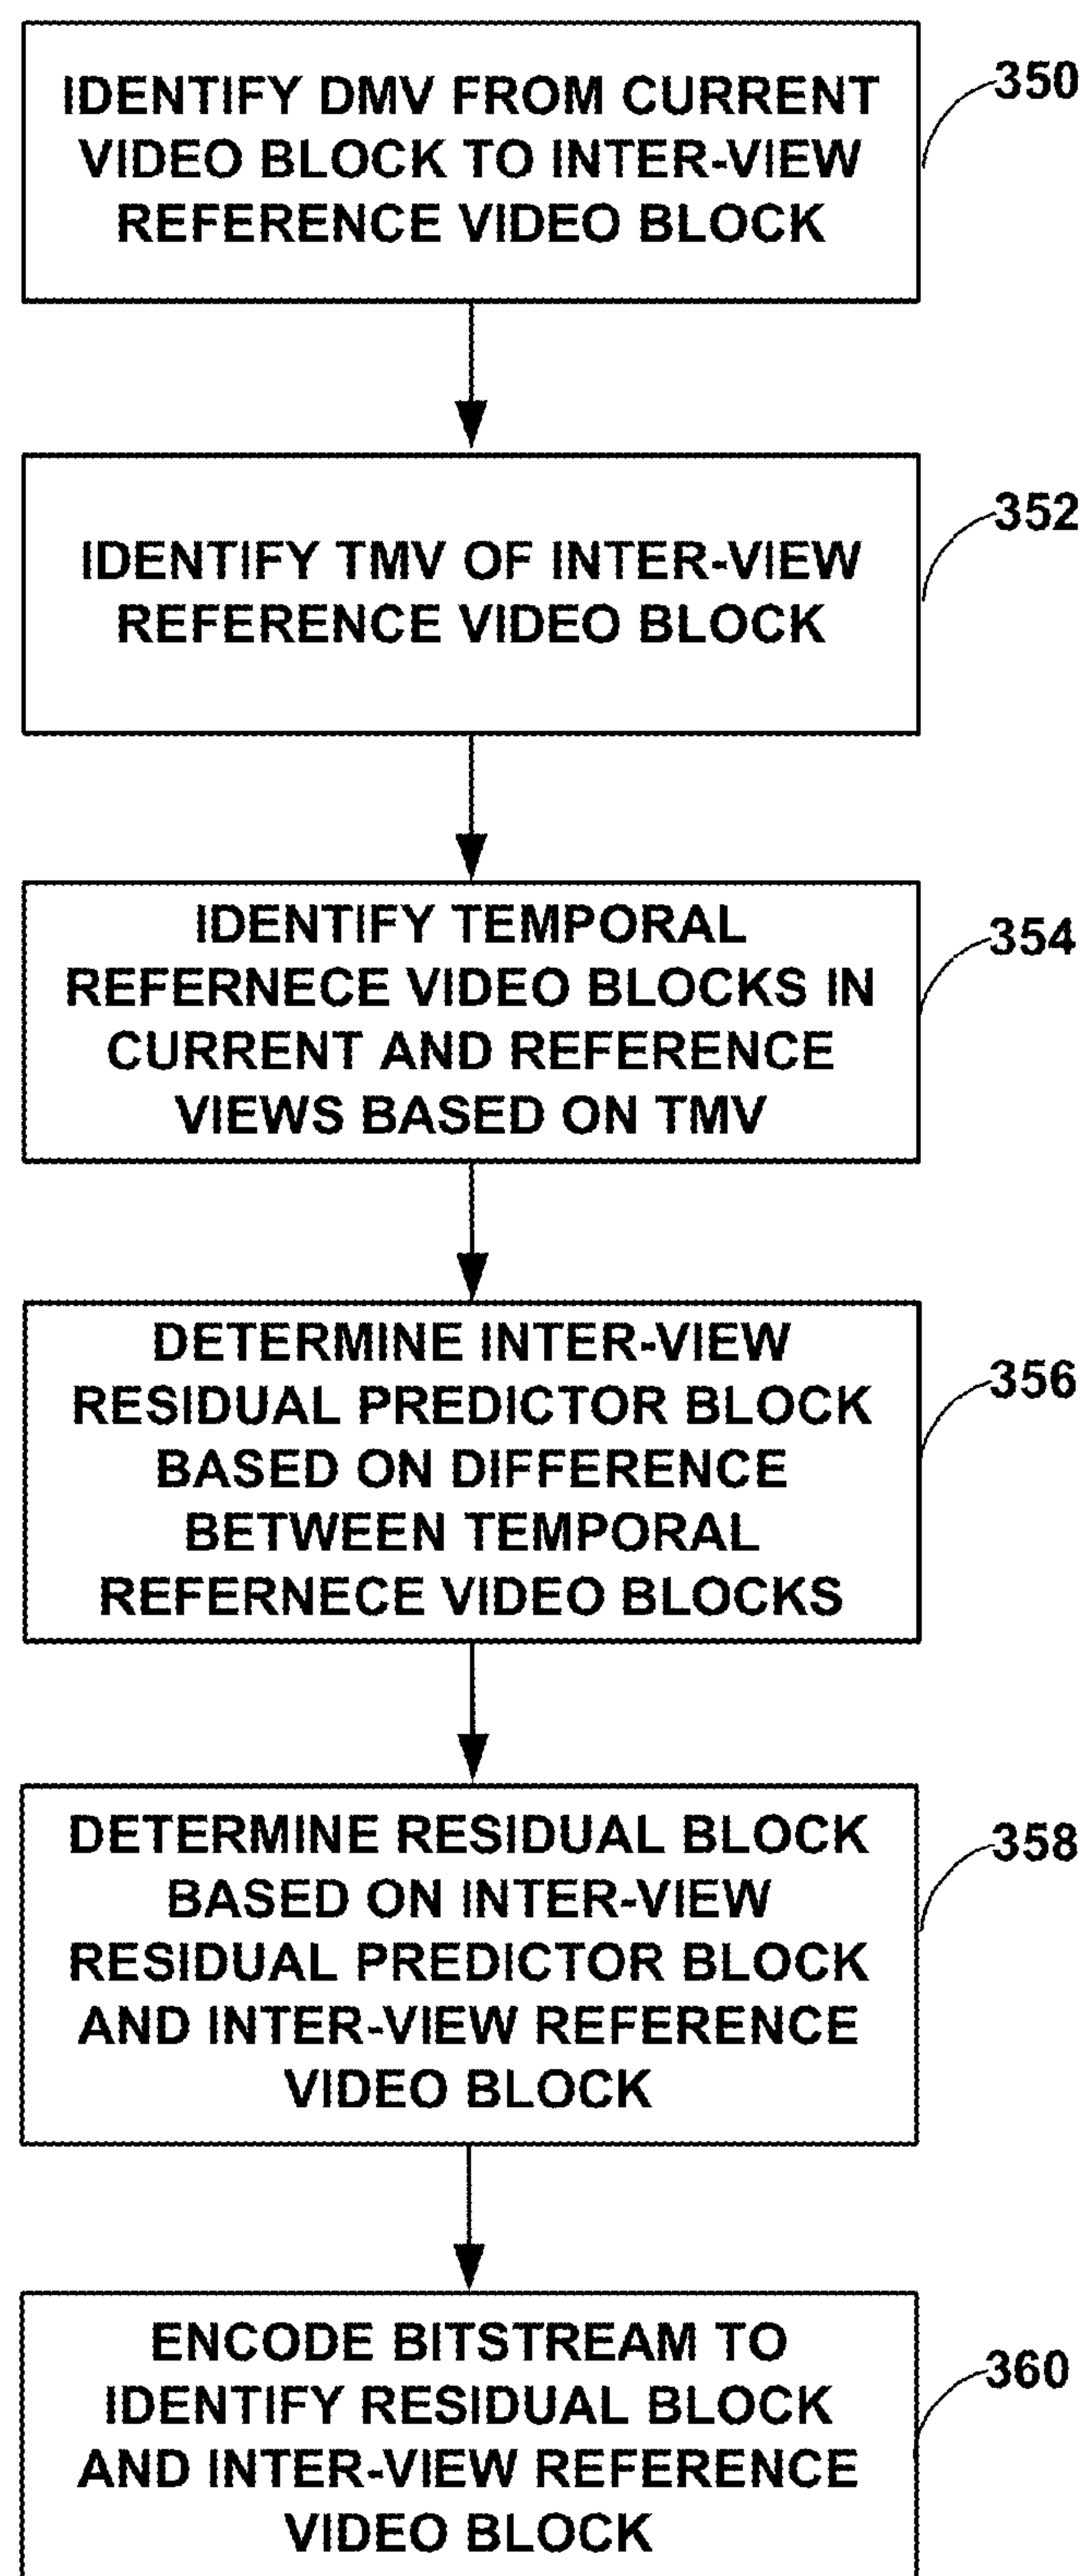 IDENTIFY DMV FROM CURRENT
VIDEO BLOCK TO INTER-VIEW
REFERENCE VIDEO BLOCK
350
IDENTIFY TMV OF INTER-VIEW
REFERENCE VIDEO BLOCK
352
IDENTIFY TEMPORAL
REFERNECE VIDEO BLOCKS IN
CURRENT AND REFERENCE
VIEWS BASED ON TMV
354
DETERMINE INTER-VIEW
RESIDUAL PREDICTOR BLOCK
BASED ON DIFFERENCE
BETWEEN TEMPORAL
REFERNECE VIDEO BLOCKS
356
DETERMINE RESIDUAL BLOCK
BASED ON INTER-VIEW
RESIDUAL PREDICTOR BLOCK
AND INTER-VIEW REFERENCE
VIDEO BLOCK
358
ENCODE BITSTREAM TO
IDENTIFY RESIDUAL BLOCK
AND INTER-VIEW REFERENCE
VIDEO BLOCK
360